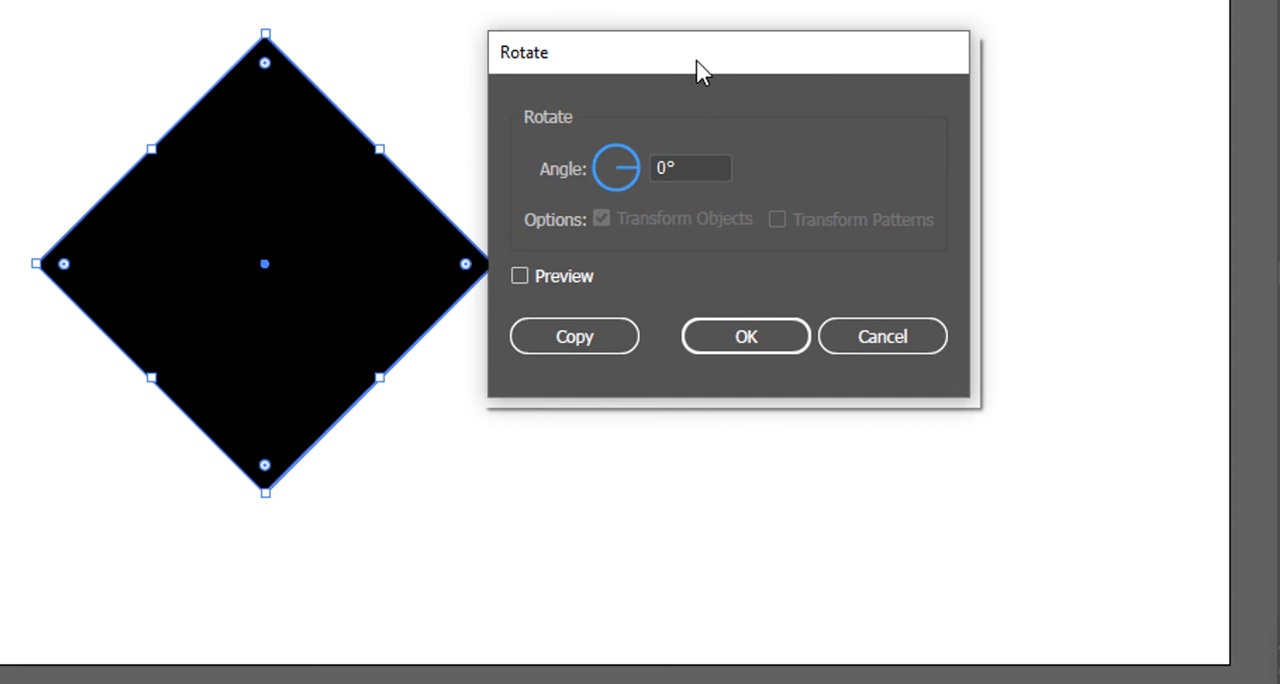 Rotate
Rotate
Angle: 0°
Options: Transform Objects Transform Patterns
Preview
Copy OK Cancel